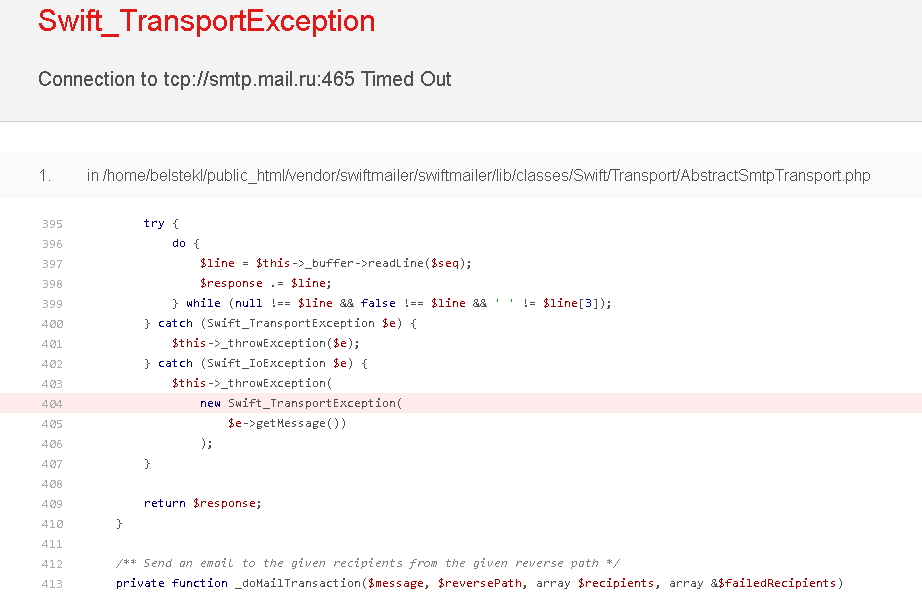 Swift_TransportException
Connection to tcp://smtp.mail.ru:465 Timed Out
1. in /home/belstekl/public_html/vendor/swiftmailer/swiftmailer/lib/classes/Swift/Transport/AbstractSmtpTransport.php
395 try {
396 do {
397 $line = $this->_buffer->readLine($seq);
398 $response .= $line;
399 } while (null !== $line && false !== $line && ' ' != $line[3]);
400 } catch (Swift_TransportException $e) {
401 $this->_throwException($e);
402 } catch (Swift_IoException $e) {
403 $this->_throwException(
404 new Swift_TransportException(
405 $e->getMessage())
406 );
407 }
408
409 return $response;
410 }
411
412 /** Send an email to the given recipients from the given reverse path */
413 private function _doMailTransaction($message, $reversePath, array $recipients, array &$failedRecipients)